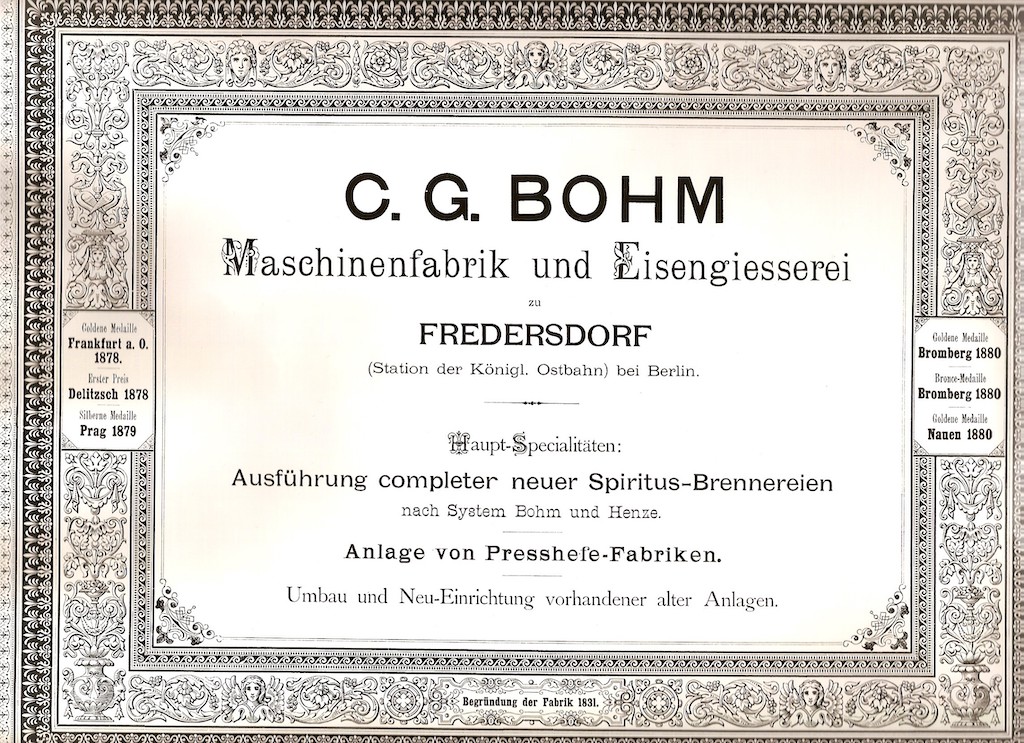 C. G. BOHM
Maschinenfabrik und Eisengiesserei
zu
FREDERSDORF
(Station der Königl. Ostbahn) bei Berlin.
Haupt-Specialitäten:
Ausführung completer neuer Spiritus-Brennereien
nach System Bohm und Henze.
Anlage von Presshefe-Fabriken.
Umbau und Neu-Einrichtung vorhandener alter Anlagen.
Goldene Medaille
Frankfurt a. O.
1878.
Erster Preis
Delitzsch 1878
Silberne Medaille
Prag 1879
Goldene Medaille
Bromberg 1880
Bronce-Medaille
Bromberg 1880
Goldene Medaille
Nauen 1880
Begründung der Fabrik 1831.